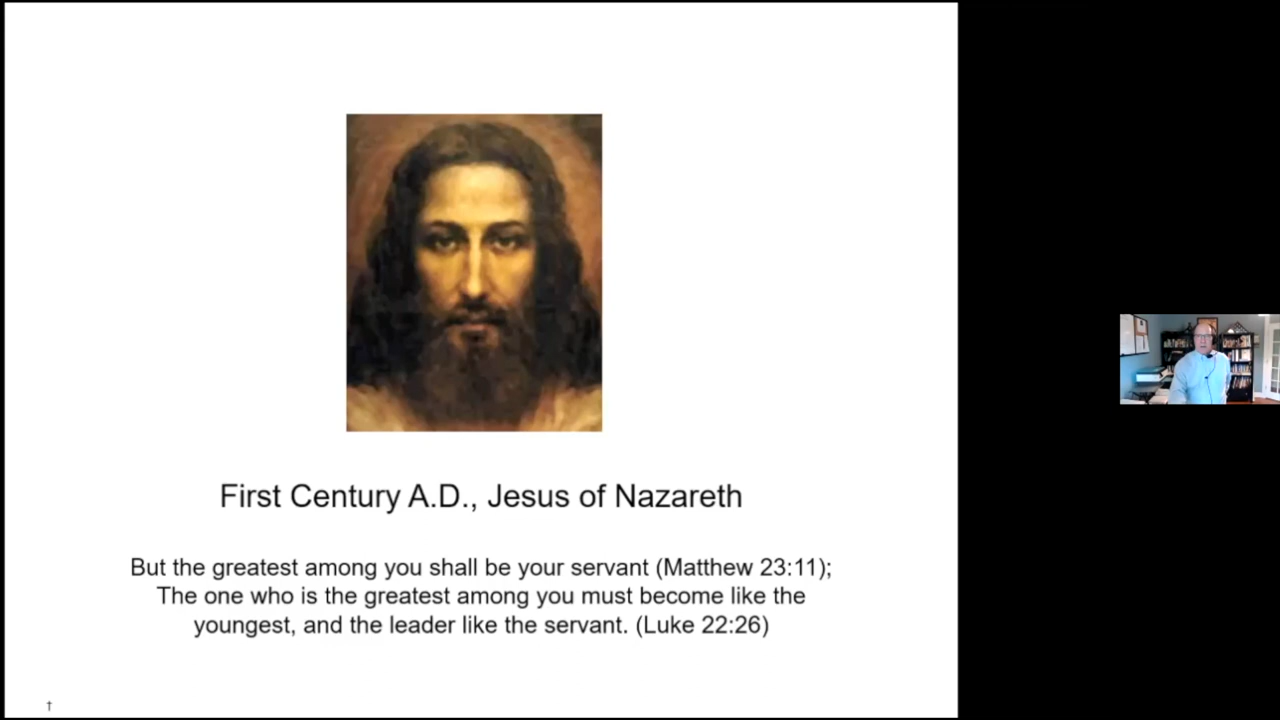 First Century A.D., Jesus of Nazareth
But the greatest among you shall be your servant (Matthew 23:11);
The one who is the greatest among you must become like the
youngest, and the leader like the servant. (Luke 22:26)
†